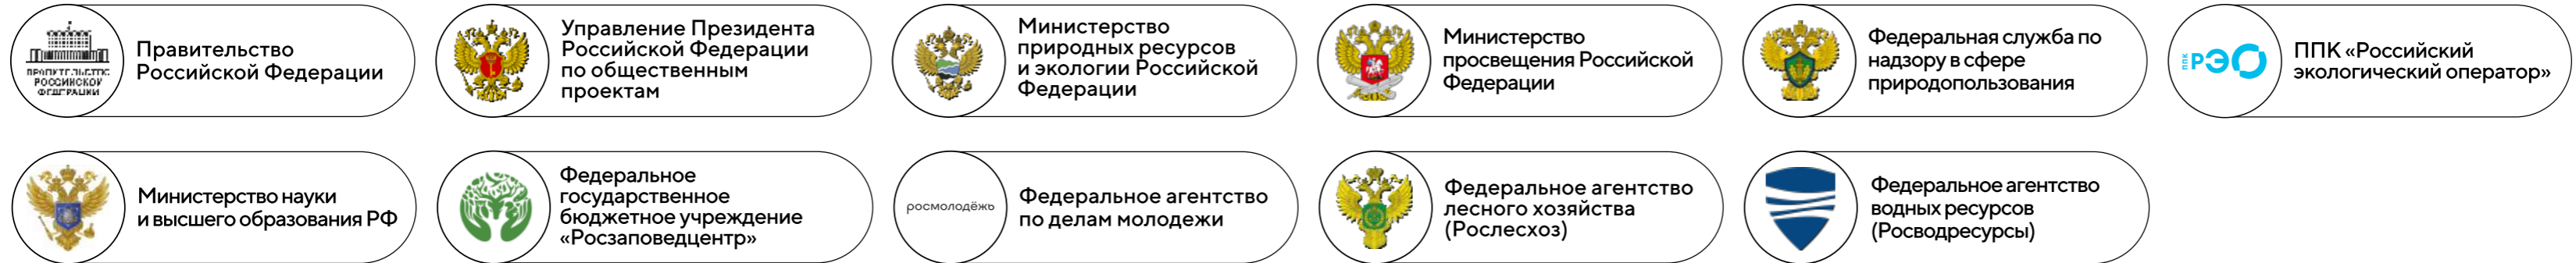 ПРАВИТЕЛЬСТВО
РОССИЙСКОЙ
ФЕДЕРАЦИИ
Правительство
Российской Федерации
Управление Президента
Российской Федерации
по общественным
проектам
Министерство
природных ресурсов
и экологии Российской
Федерации
Министерство
просвещения Российской
Федерации
Федеральная служба по
надзору в сфере
природопользования
ППК
РЭО
ППК «Российский
экологический оператор»
Министерство науки
и высшего образования РФ
Федеральное
государственное
бюджетное учреждение
«Росзаповедцентр»
росмолодёжь
Федеральное агентство
по делам молодежи
Федеральное агентство
лесного хозяйства
(Рослесхоз)
Федеральное агентство
водных ресурсов
(Росводресурсы)